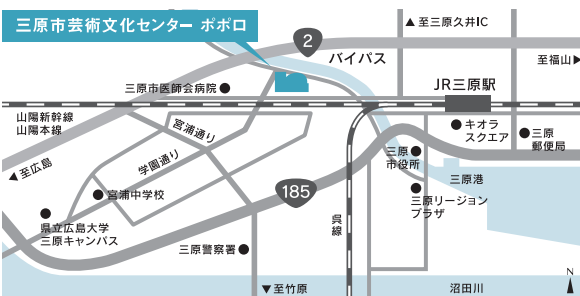 三原市芸術文化センター ポポロ
2
バイパス
▲至三原久井IC
至福山▶
三原市医師会病院
JR三原駅
山陽新幹線
山陽本線
宮浦通り
キオラ
スクエア
三原
郵便局
学園通り
三原
市役所
◀至広島
三原港
185
宮浦中学校
三原リージョン
プラザ
県立広島大学
三原キャンパス
呉線
三原警察署
▼至竹原
沼田川
N